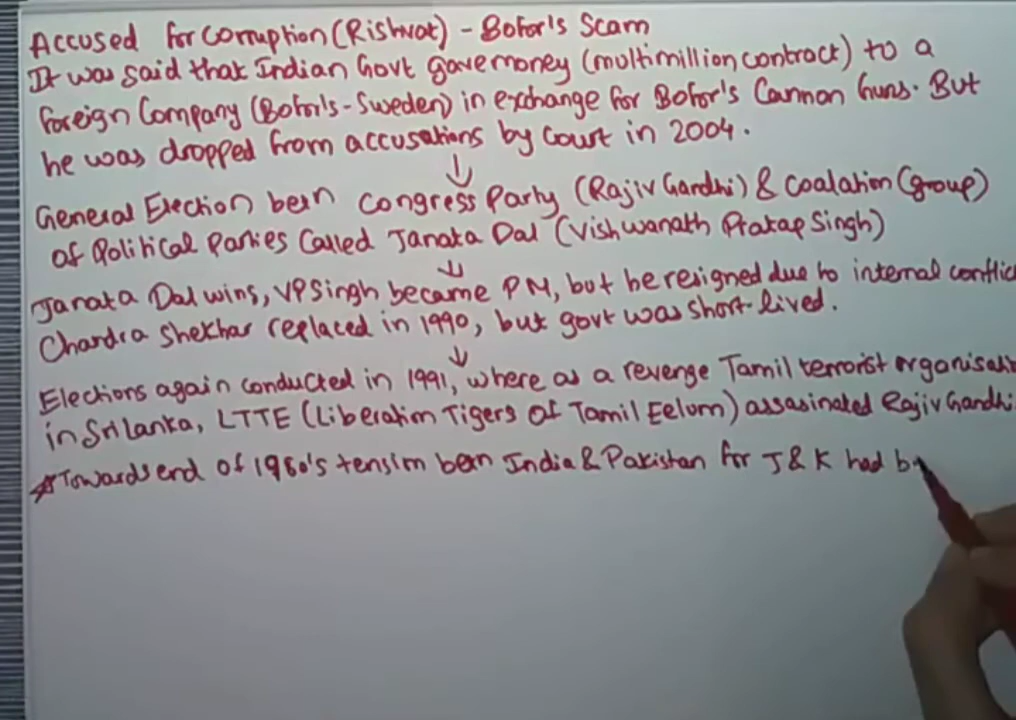 Accused for Corruption (Rishvat) - Bofor's Scam
It was said that Indian Govt gave money (multimillion contract) to a
foreign Company (Bofor's - Sweden) in exchange for Bofor's Cannon Guns. But
he was dropped from accusations by Court in 2004.
↓
General Election betn Congress Party (Rajiv Gandhi) & Coalation (group)
of Political Parties Called Janata Dal (Vishwanath Pratap Singh)
↓
Janata Dal wins, VP Singh became PM, but he resigned due to internal conflic
Chandra Shekhar replaced in 1990, but govt was short-lived.
↓
Elections again conducted in 1991, where as a revenge Tamil terrorist organisati
in Sri Lanka, LTTE (Liberation Tigers Of Tamil Eelum) assasinated Rajiv Gandhi.
* Towards end of 1980's tension betn India & Pakistan for J & K had b